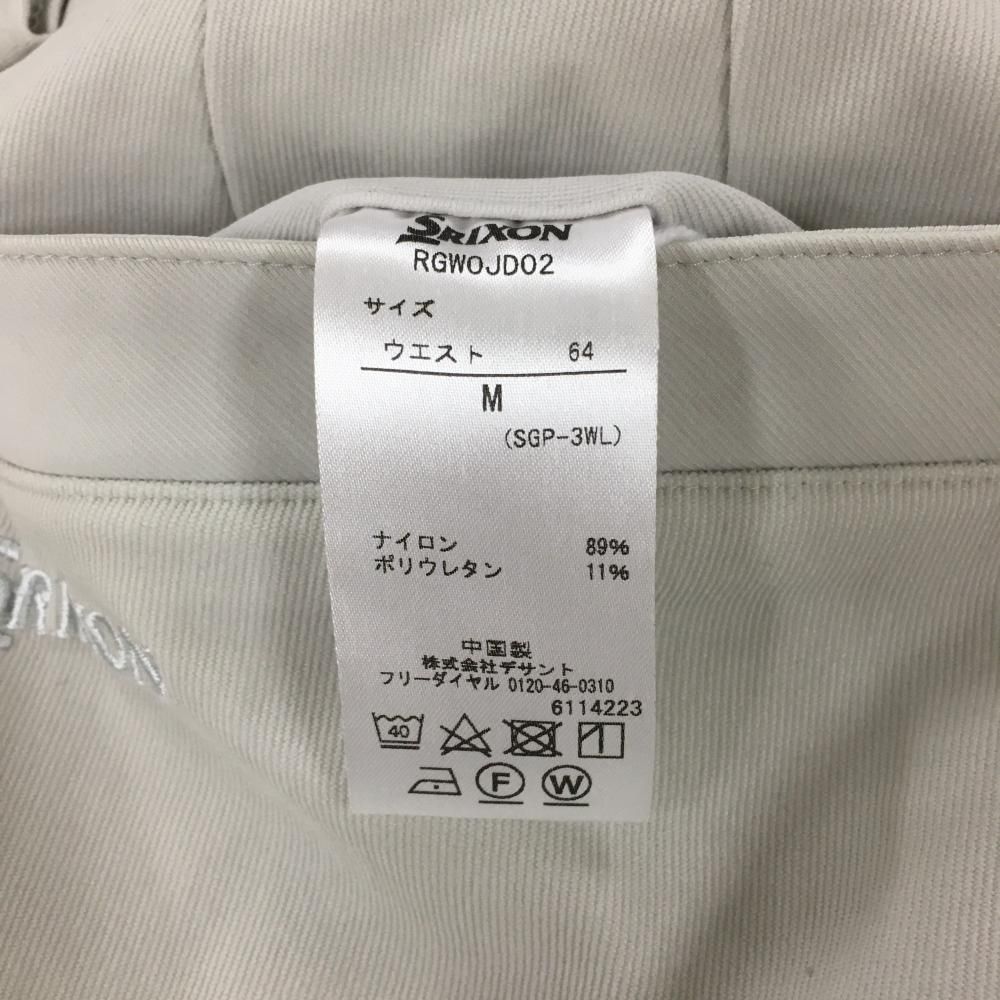 SRIXON
RGWOJD02
サイズ
ウエスト 64
M
(SGP-3WL)
ナイロン 89%
ポリウレタン 11%
中国製
株式会社デサント
フリーダイヤル 0120-46-0310
6114223
40
F W
SRIXON